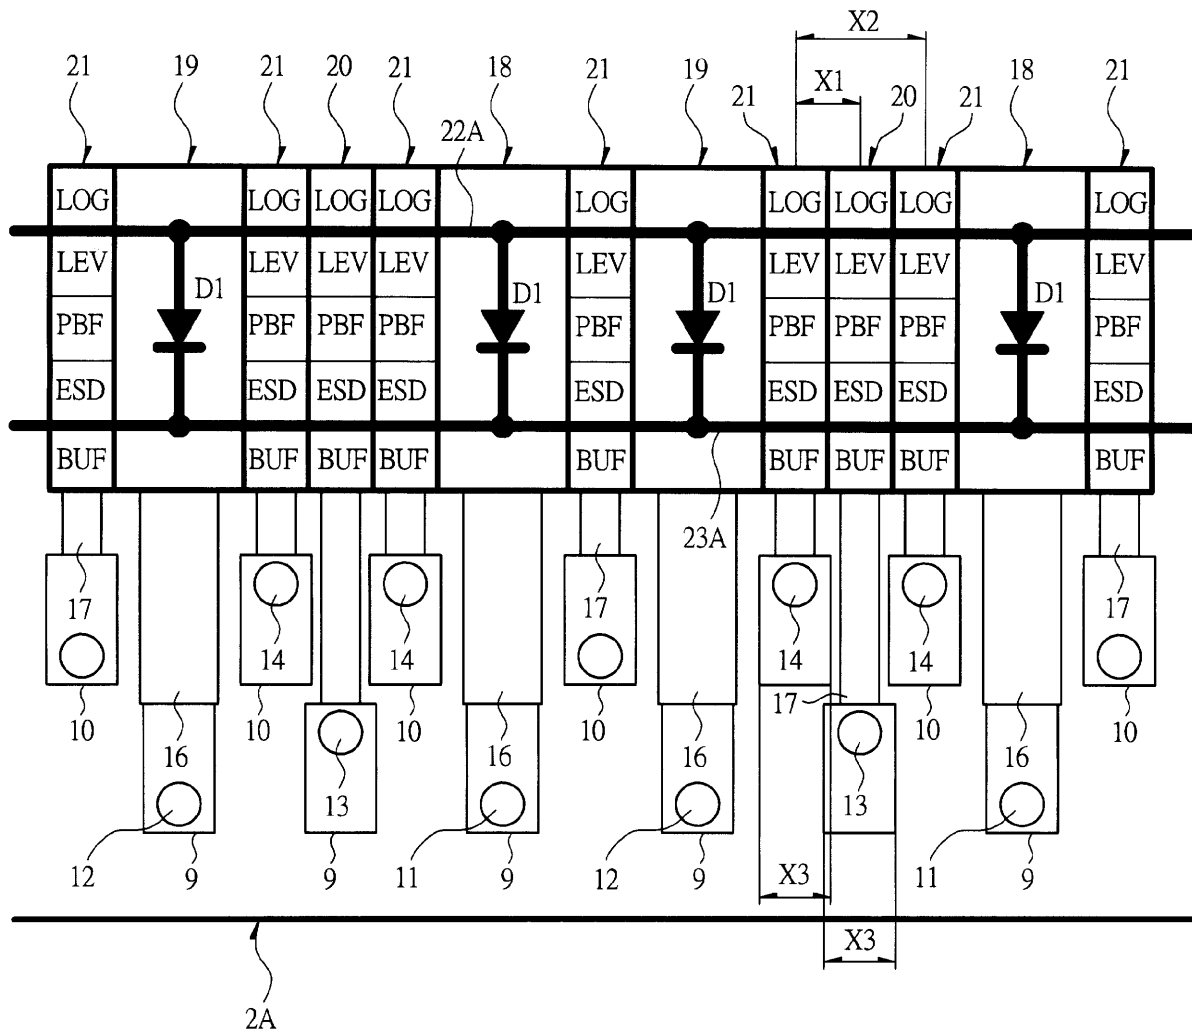 X2
21 19 21 20 21 18 21 19 21 X1 20 21 18 21
22A
LOG LOG LOG LOG LOG LOG LOG LOG LOG
LEV LEV LEV LEV LEV LEV LEV LEV LEV
D1 D1 D1 D1
PBF PBF PBF PBF PBF PBF PBF PBF PBF
ESD ESD ESD ESD ESD ESD ESD ESD ESD
BUF BUF BUF BUF BUF BUF BUF BUF BUF
23A
17 17 17
14 14 14 14
10 10 10 10 17 10 10
16 16 16 16
13 13
12 9 9 11 9 12 9 X3 11 9
X3
2A